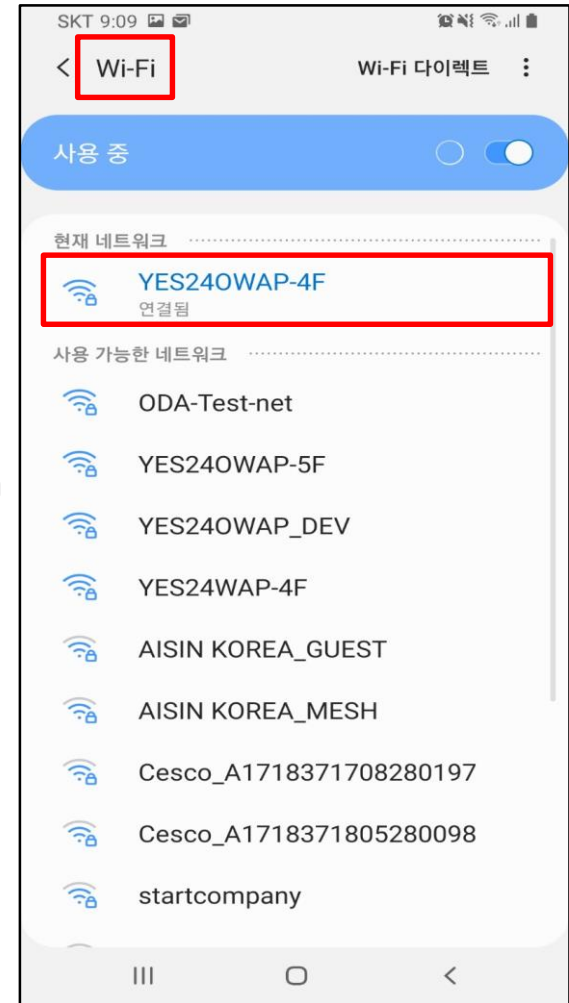 SKT 9:09
Wi-Fi
Wi-Fi 다이렉트
사용 중
현재 네트워크
YES24OWAP-4F
연결됨
사용 가능한 네트워크
ODA-Test-net
YES24OWAP-5F
YES24OWAP_DEV
YES24WAP-4F
AISIN KOREA_GUEST
AISIN KOREA_MESH
Cesco_A1718371708280197
Cesco_A1718371805280098
startcompany